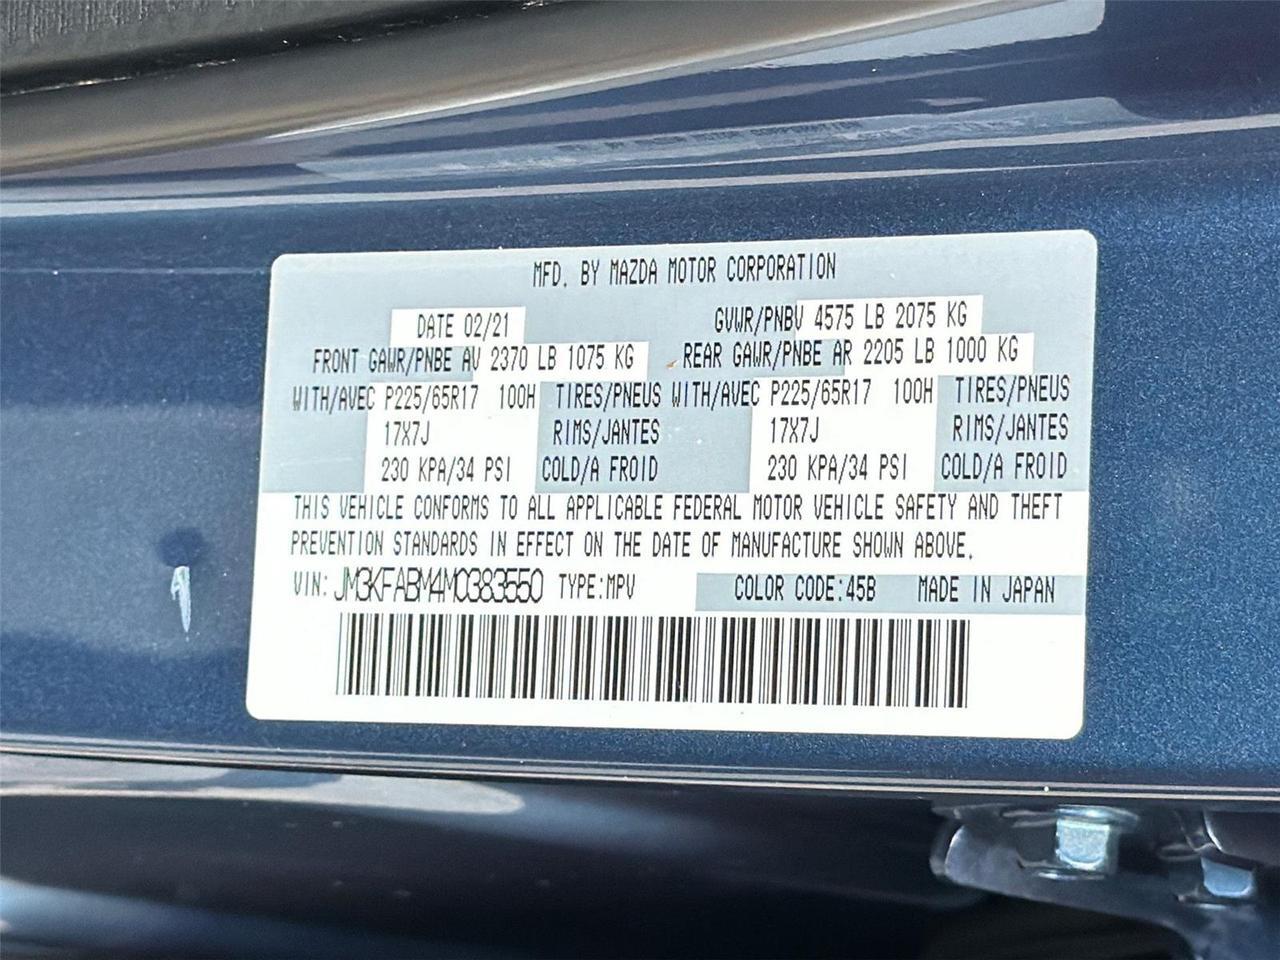 MFD. BY MAZDA MOTOR CORPORATION
DATE 02/21 GVWR/PNBV 4575 LB 2075 KG
FRONT GAWR/PNBE AV 2370 LB 1075 KG REAR GAWR/PNBE AR 2205 LB 1000 KG
WITH/AVEC P225/65R17 100H TIRES/PNEUS WITH/AVEC P225/65R17 100H TIRES/PNEUS
17X7J RIMS/JANTES 17X7J RIMS/JANTES
230 KPA/34 PSI COLD/A FROID 230 KPA/34 PSI COLD/A FROID
THIS VEHICLE CONFORMS TO ALL APPLICABLE FEDERAL MOTOR VEHICLE SAFETY AND THEFT
PREVENTION STANDARDS IN EFFECT ON THE DATE OF MANUFACTURE SHOWN ABOVE.
VIN: JM3KFABM4M0383550 TYPE:MPV COLOR CODE:45B MADE IN JAPAN